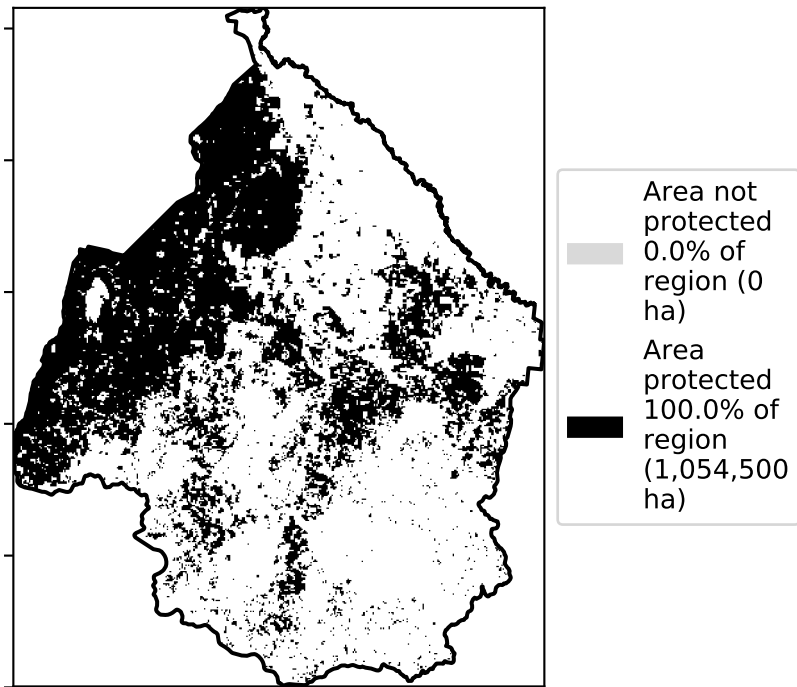 Area not
protected
0.0% of
region (0
ha)
Area
protected
100.0% of
region
(1,054,500
ha)